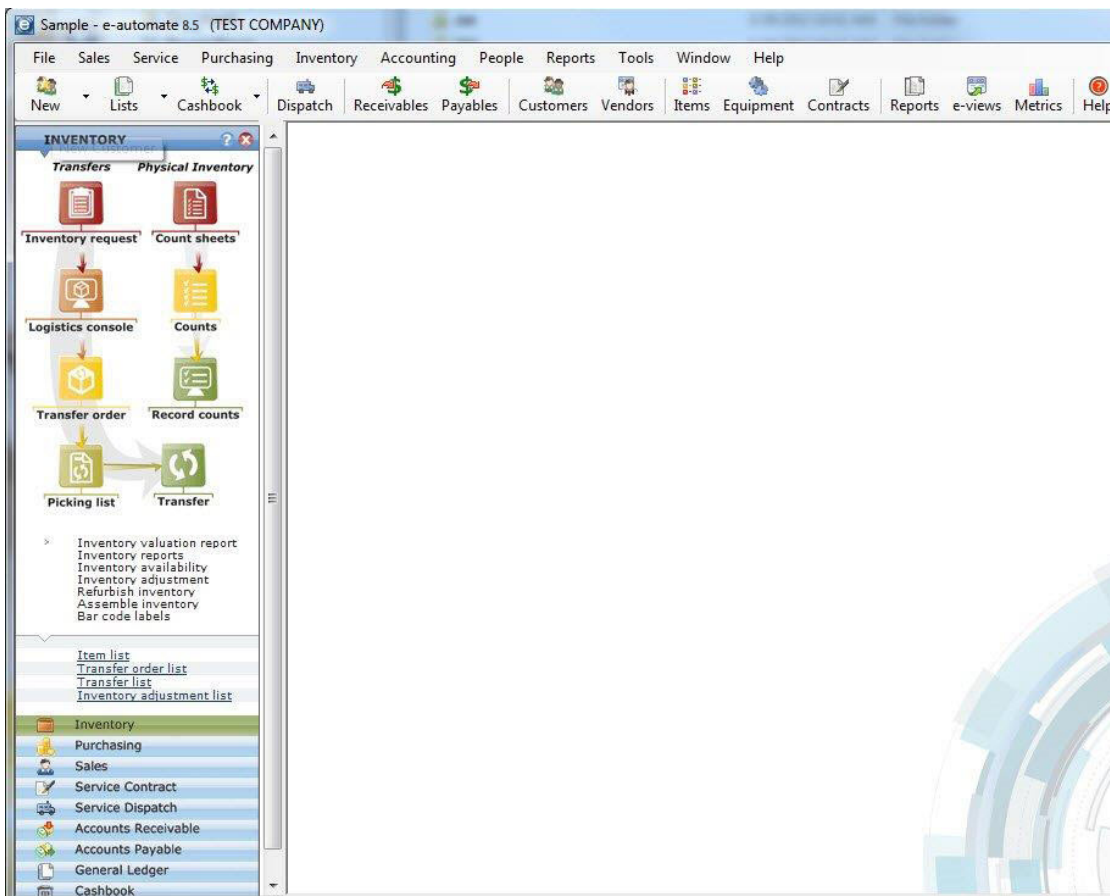 Sample - e-automate 8.5 (TEST COMPANY)
File Sales Service Purchasing Inventory Accounting People Reports Tools Window Help
New Lists Cashbook Dispatch Receivables Payables Customers Vendors Items Equipment Contracts Reports e-views Metrics Help
INVENTORY
New Customer
Transfers Physical Inventory
Inventory request Count sheets
Logistics console Counts
Transfer order Record counts
Picking list Transfer
Inventory valuation report
Inventory reports
Inventory availability
Inventory adjustment
Refurbish inventory
Assemble inventory
Bar code labels
Item list
Transfer order list
Transfer list
Inventory adjustment list
Inventory
Purchasing
Sales
Service Contract
Service Dispatch
Accounts Receivable
Accounts Payable
General Ledger
Cashbook